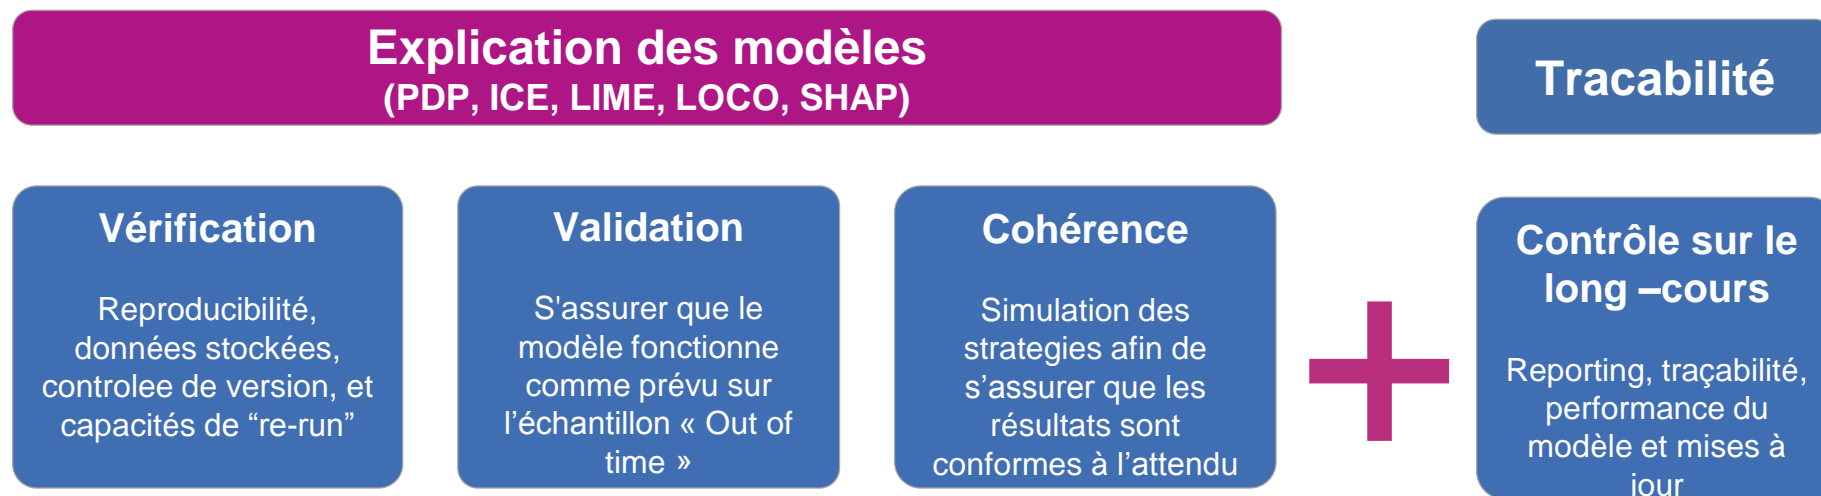 Explication des modèles
(PDP, ICE, LIME, LOCO, SHAP)
Tracabilité
Vérification
Reproducibilité,
données stockées,
controlee de version, et
capacités de “re-run”
Validation
S'assurer que le
modèle fonctionne
comme prévu sur
l’échantillon « Out of
time »
Cohérence
Simulation des
strategies afin de
s’assurer que les
résultats sont
conformes à l’attendu
Contrôle sur le
long –cours
Reporting, traçabilité,
performance du
modèle et mises à
jour